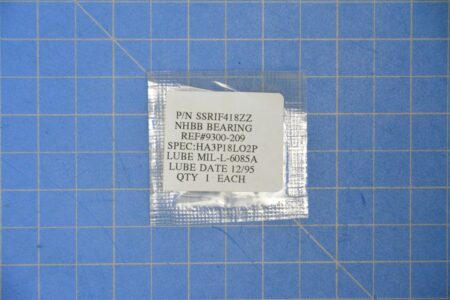 P/N SSRIF418ZZ
NHBB BEARING
REF#9300-209
SPEC:HA3P18LO2P
LUBE MIL-L-6085A
LUBE DATE 12/95
QTY 1 EACH